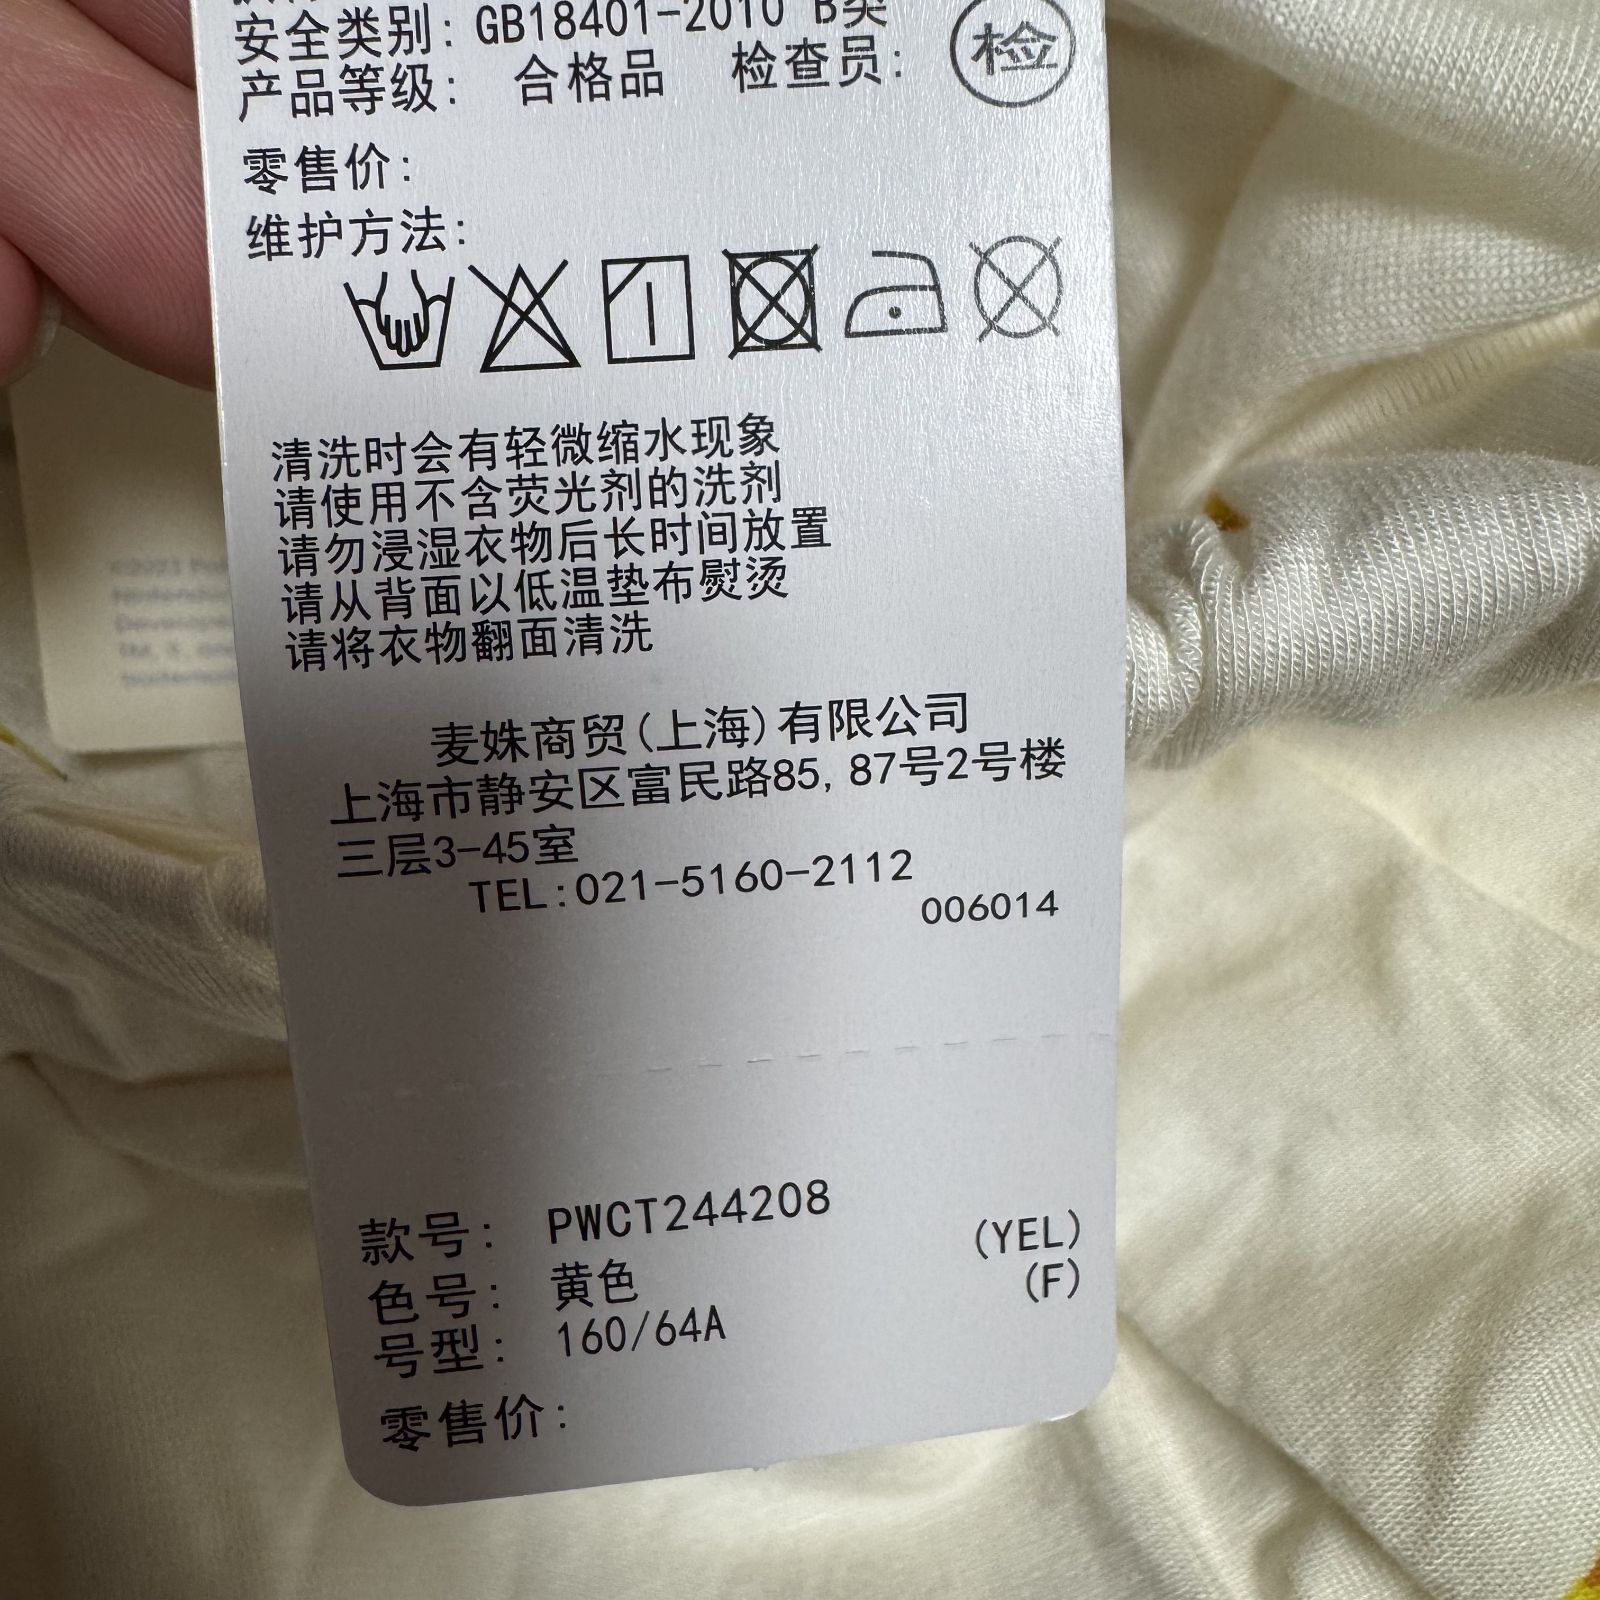 安全类别: GB18401-2010 B类
产品等级: 合格品 检查员: 检
零售价:
维护方法:
清洗时会有轻微缩水现象
请使用不含荧光剂的洗剂
请勿浸湿衣物后长时间放置
请从背面以低温垫布熨烫
请将衣物翻面清洗
麦姝商贸(上海)有限公司
上海市静安区富民路85,87号2号楼
三层3-45室
TEL:021-5160-2112
006014
款号: PWCT244208
色号: 黄色 (YEL)
号型: 160/64A (F)
零售价: